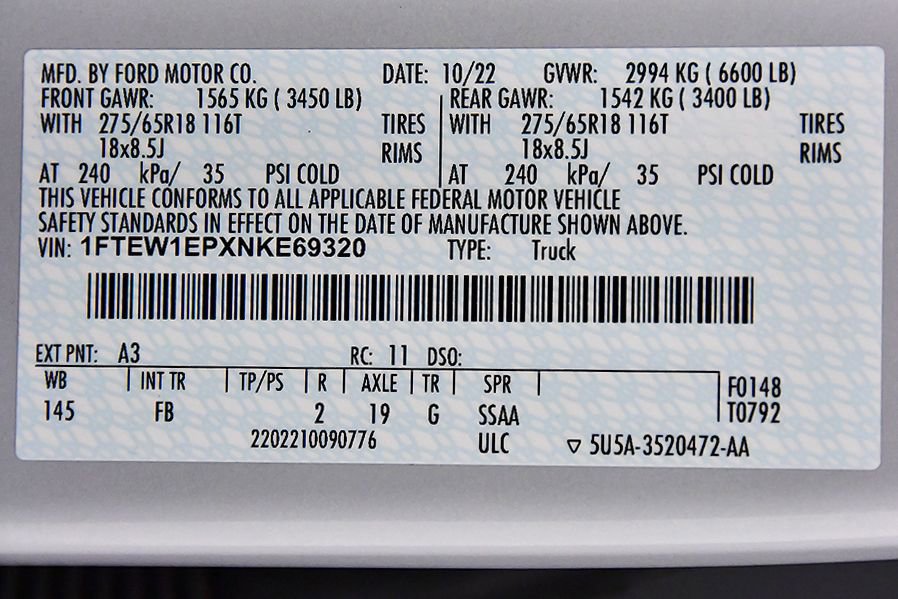 MFD. BY FORD MOTOR CO. DATE: 10/22 GVWR: 2994 KG ( 6600 LB)
FRONT GAWR: 1565 KG ( 3450 LB) REAR GAWR: 1542 KG ( 3400 LB)
WITH 275/65R18 116T TIRES WITH 275/65R18 116T TIRES
18x8.5J RIMS 18x8.5J RIMS
AT 240 kPa/ 35 PSI COLD AT 240 kPa/ 35 PSI COLD
THIS VEHICLE CONFORMS TO ALL APPLICABLE FEDERAL MOTOR VEHICLE
SAFETY STANDARDS IN EFFECT ON THE DATE OF MANUFACTURE SHOWN ABOVE.
VIN: 1FTEW1EPXNKE69320 TYPE: Truck
EXT PNT: A3 RC: 11 DSO:
WB INT TR TP/PS R AXLE TR SPR F0148
145 FB 2 19 G SSAA T0792
2202210090776 ULC ▽ 5U5A-3520472-AA